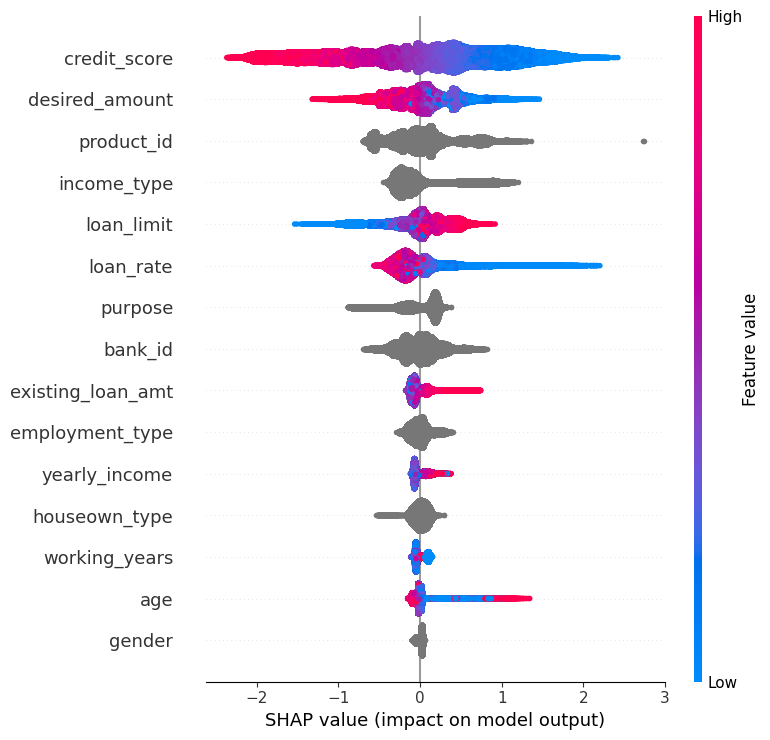 High
credit_score
desired_amount
product_id
income_type
loan_limit
loan_rate
purpose
bank_id
existing_loan_amt
employment_type
yearly_income
houseown_type
working_years
age
gender
Feature value
Low
−2 −1 0 1 2 3
SHAP value (impact on model output)